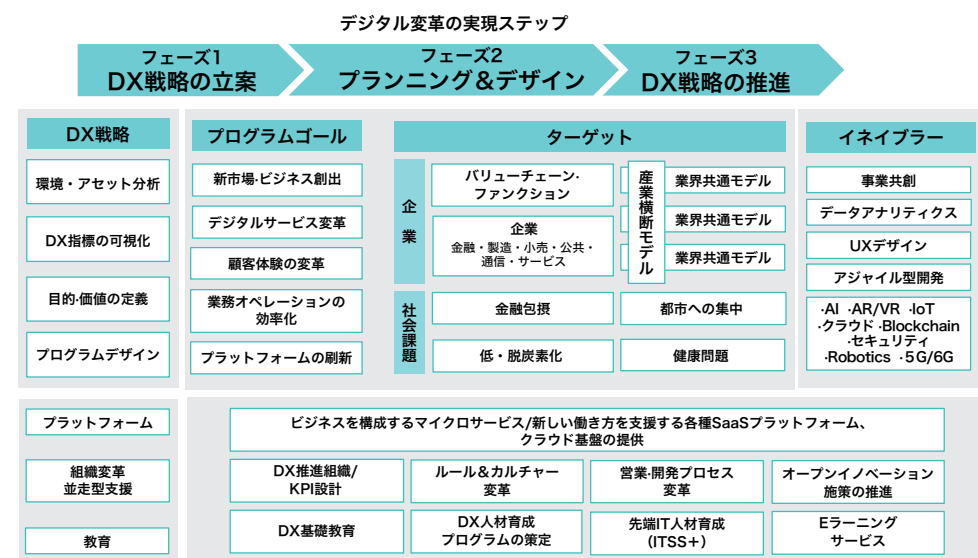 デジタル変革の実現ステップ
フェーズ1
DX戦略の立案
フェーズ2
プランニング&デザイン
フェーズ3
DX戦略の推進
DX戦略
環境・アセット分析
DX指標の可視化
目的·価値の定義
プログラムデザイン
プログラムゴール
新市場·ビジネス創出
デジタルサービス変革
顧客体験の変革
業務オペレーションの
効率化
プラットフォームの刷新
ターゲット
企業
バリューチェーン·
ファンクション
企業
金融・製造・小売・公共・
通信・サービス
産業横断モデル
業界共通モデル
業界共通モデル
業界共通モデル
社会課題
金融包摂
都市への集中
低・脱炭素化
健康問題
イネイブラー
事業共創
データアナリティクス
UXデザイン
アジャイル型開発
·AI ·AR/VR ·IoT
·クラウド ·Blockchain
·セキュリティ
·Robotics ·5G/6G
プラットフォーム
ビジネスを構成するマイクロサービス/新しい働き方を支援する各種SaaSプラットフォーム、
クラウド基盤の提供
組織変革
並走型支援
DX推進組織/
KPI設計
ルール&カルチャー
変革
営業·開発プロセス
変革
オープンイノベーション
施策の推進
教育
DX基礎教育
DX人材育成
プログラムの策定
先端IT人材育成
(ITSS+)
Eラーニング
サービス